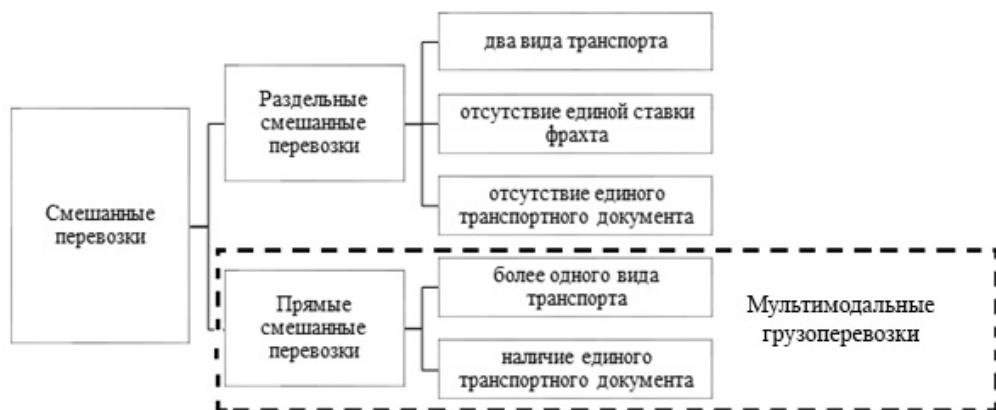 Смешанные
перевозки
Раздельные
смешанные
перевозки
два вида транспорта
отсутствие единой ставки
фрахта
отсутствие единого
транспортного документа
Прямые
смешанные
перевозки
более одного вида
транспорта
наличие единого
транспортного документа
Мультимодальные
грузоперевозки